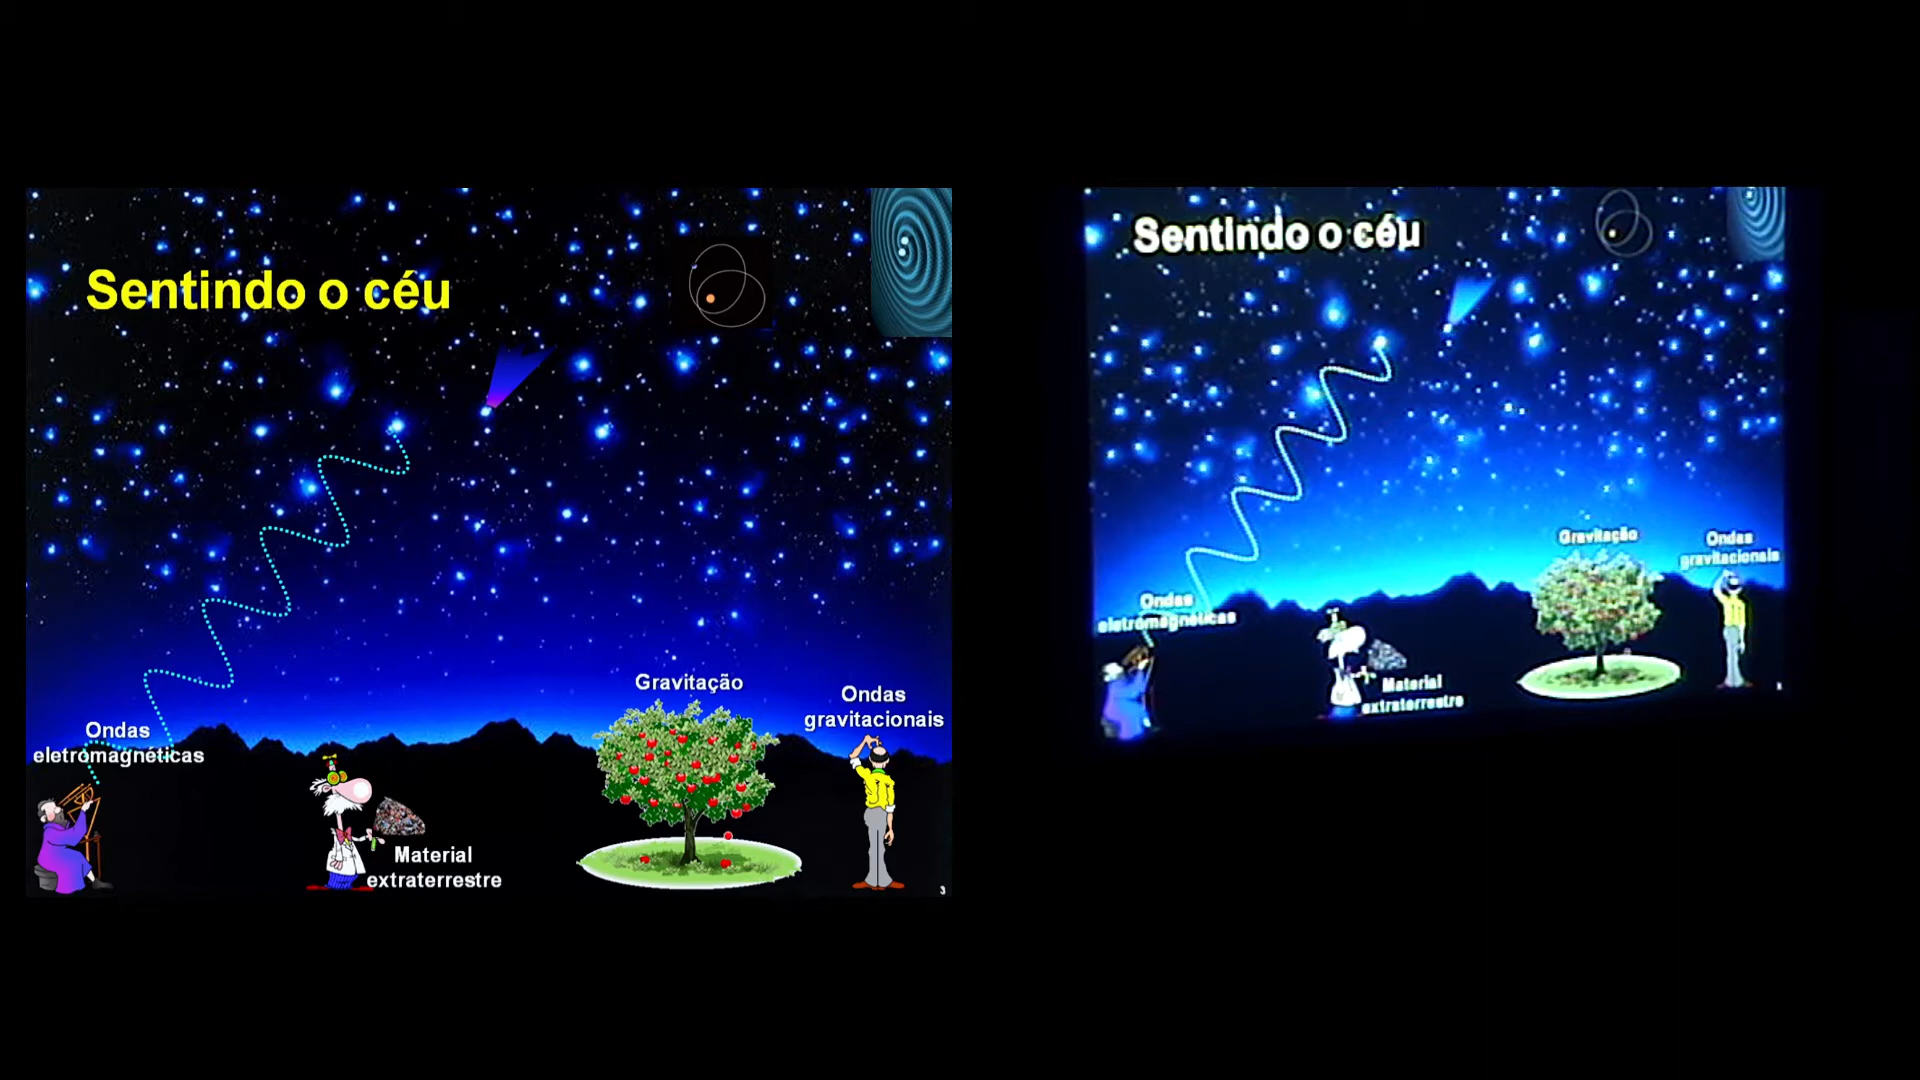 Sentindo o céu
Gravitação
Ondas
gravitacionais
Ondas
eletromagnéticas
Material
extraterrestre
3
Sentindo o céu
Gravitação
Ondas
gravitacionais
Ondas
eletromagnéticas
Material
extraterrestre